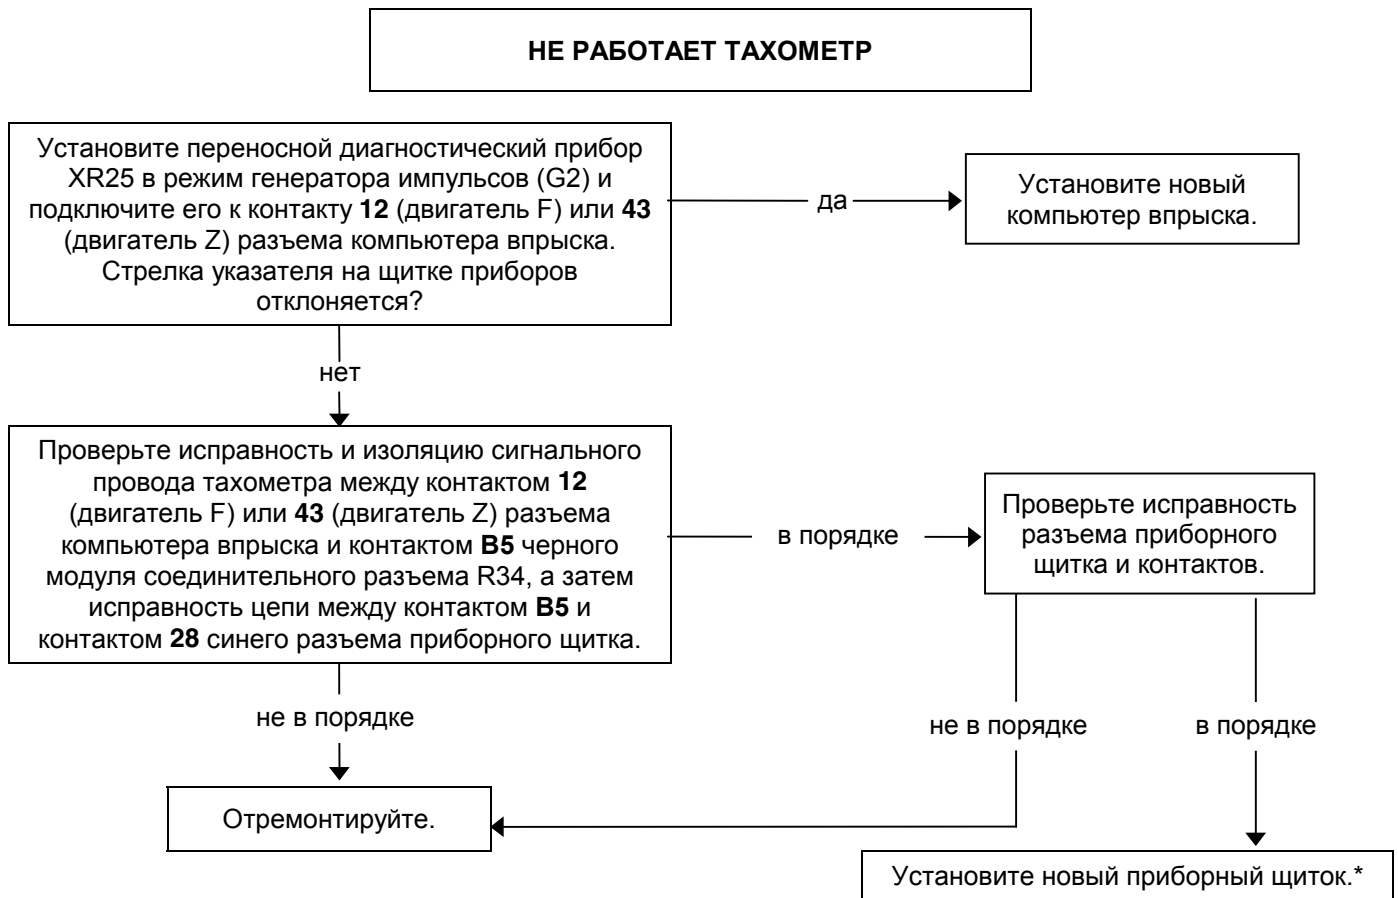 НЕ РАБОТАЕТ ТАХОМЕТР
Установите переносной диагностический прибор
XR25 в режим генератора импульсов (G2) и
подключите его к контакту 12 (двигатель F) или 43
(двигатель Z) разъема компьютера впрыска.
Стрелка указателя на щитке приборов
отклоняется?
да
Установите новый
компьютер впрыска.
нет
Проверьте исправность и изоляцию сигнального
провода тахометра между контактом 12
(двигатель F) или 43 (двигатель Z) разъема
компьютера впрыска и контактом B5 черного
модуля соединительного разъема R34, а затем
исправность цепи между контактом B5 и
контактом 28 синего разъема приборного щитка.
в порядке
Проверьте исправность
разъема приборного
щитка и контактов.
не в порядке
не в порядке
в порядке
Отремонтируйте.
Установите новый приборный щиток.*